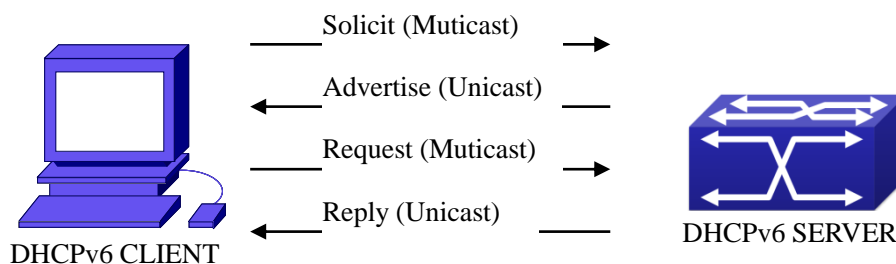 Solicit (Muticast)
Advertise (Unicast)
Request (Muticast)
Reply (Unicast)
DHCPv6 CLIENT
DHCPv6 SERVER